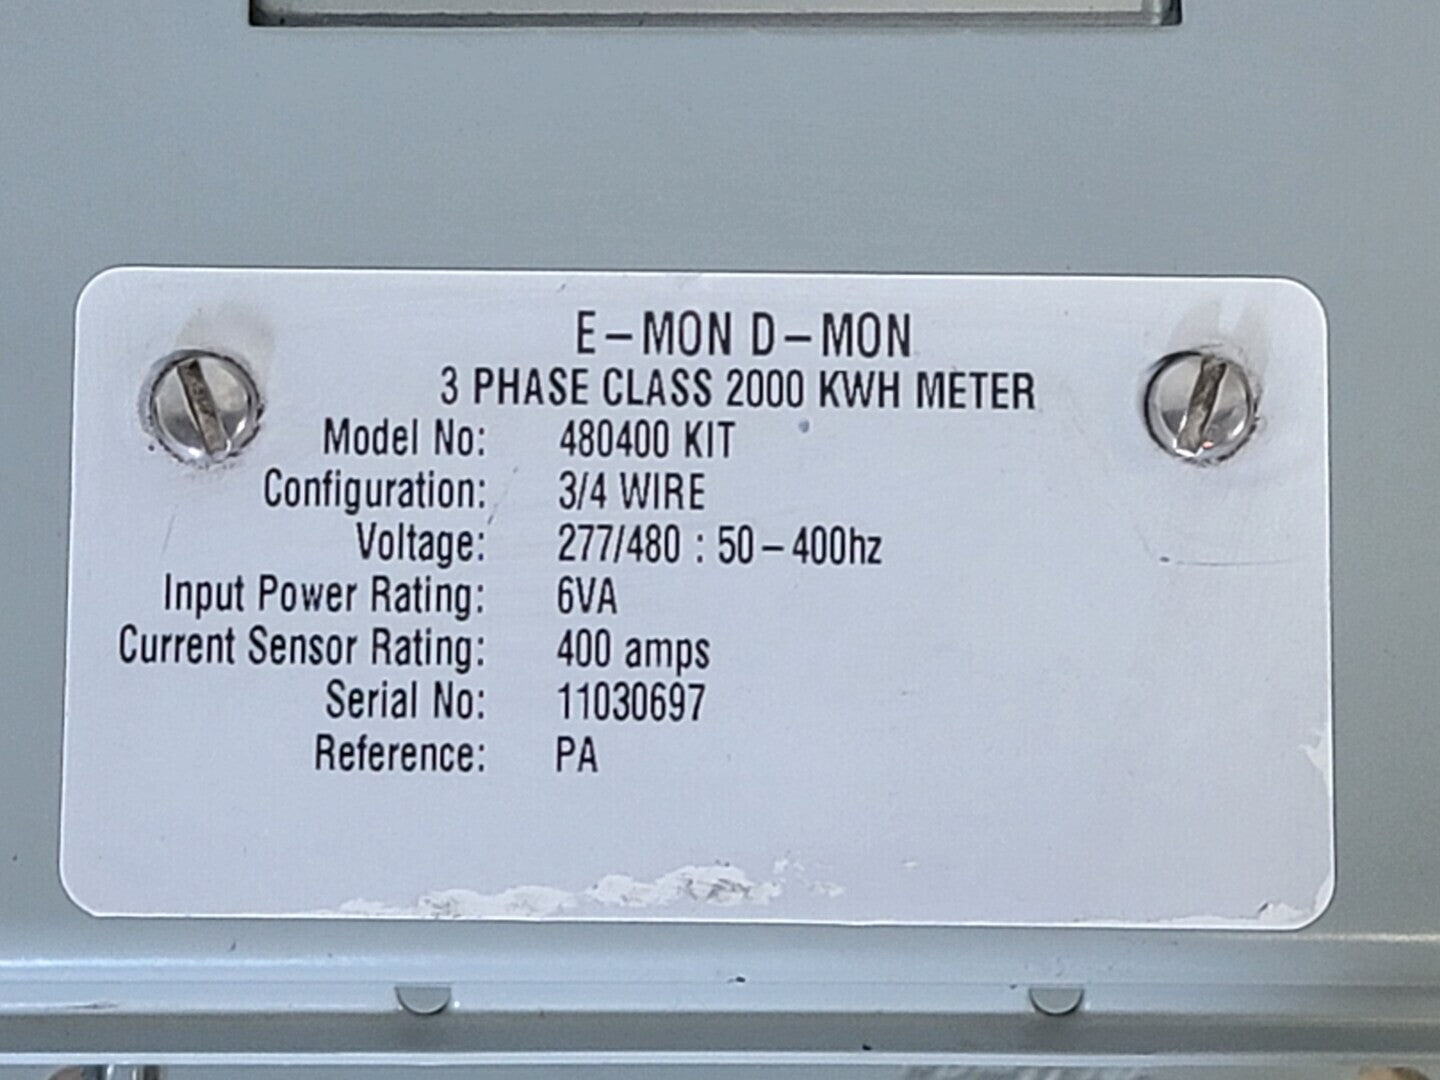 E-MON D-MON
3 PHASE CLASS 2000 KWH METER
Model No: 480400 KIT
Configuration: 3/4 WIRE
Voltage: 277/480 : 50-400hz
Input Power Rating: 6VA
Current Sensor Rating: 400 amps
Serial No: 11030697
Reference: PA